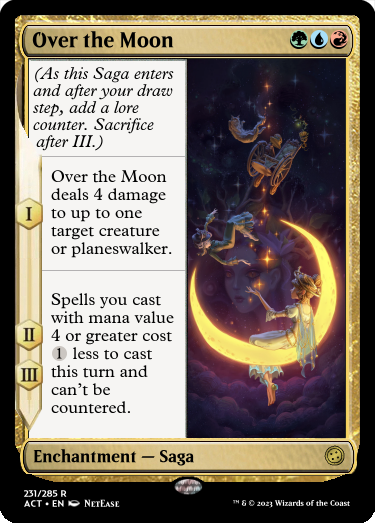 Over the Moon
(As this Saga enters
and after your draw
step, add a lore
counter. Sacrifice
after III.)
I
Over the Moon
deals 4 damage
to up to one
target creature
or planeswalker.
II
III
Spells you cast
with mana value
4 or greater cost
1 less to cast
this turn and
can't be
countered.
Enchantment — Saga
231/285 R
ACT • EN NetEase
™ & © 2023 Wizards of the Coast